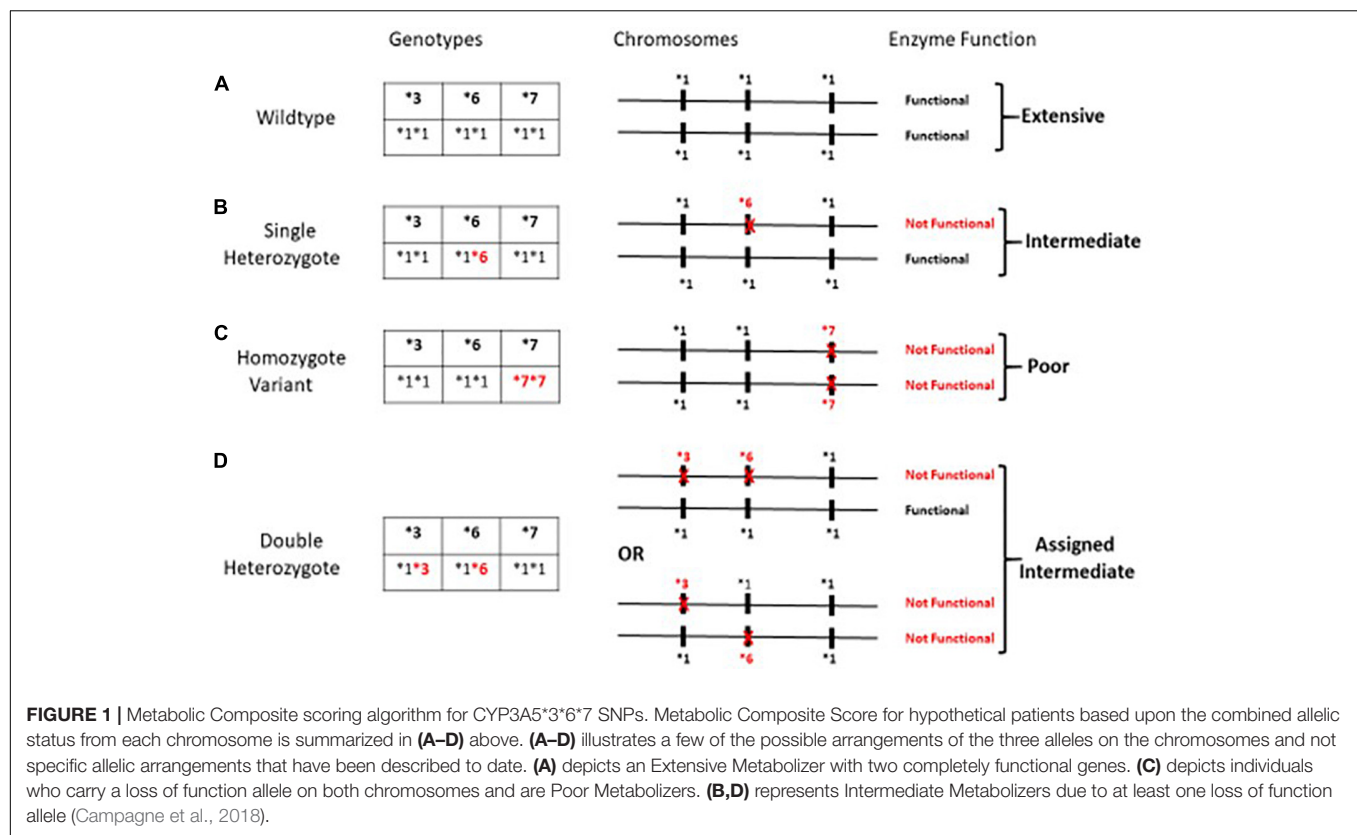 Genotypes Chromosomes Enzyme Function
A
Wildtype
*3 *6 *7
*1*1 *1*1 *1*1
*1 *1 *1
*1 *1 *1
Functional
Functional
Extensive
B
Single
Heterozygote
*3 *6 *7
*1*1 *1*6 *1*1
*1 *6 *1
*1 *1 *1
Not Functional
Functional
Intermediate
C
Homozygote
Variant
*3 *6 *7
*1*1 *1*1 *7*7
*1 *1 *7
*1 *1 *7
Not Functional
Not Functional
Poor
D
Double
Heterozygote
*3 *6 *7
*1*3 *1*6 *1*1
*3 *6 *1
*1 *1 *1
Not Functional
Functional
OR
*3 *1 *1
*1 *6 *1
Not Functional
Not Functional
Assigned
Intermediate
FIGURE 1 | Metabolic Composite scoring algorithm for CYP3A5*3*6*7 SNPs. Metabolic Composite Score for hypothetical patients based upon the combined allelic
status from each chromosome is summarized in (A–D) above. (A–D) illustrates a few of the possible arrangements of the three alleles on the chromosomes and not
specific allelic arrangements that have been described to date. (A) depicts an Extensive Metabolizer with two completely functional genes. (C) depicts individuals
who carry a loss of function allele on both chromosomes and are Poor Metabolizers. (B,D) represents Intermediate Metabolizers due to at least one loss of function
allele (Campagne et al., 2018).